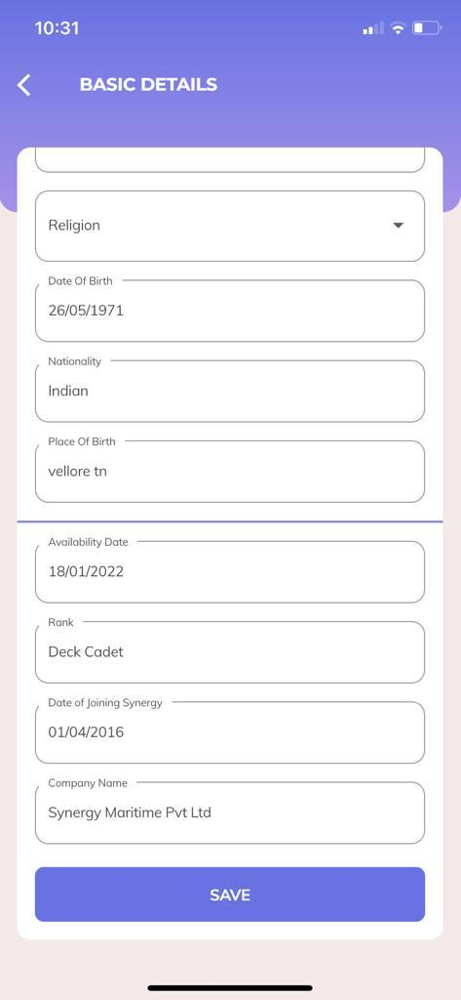 10:31
BASIC DETAILS
Religion
Date Of Birth
26/05/1971
Nationality
Indian
Place Of Birth
vellore tn
Availability Date
18/01/2022
Rank
Deck Cadet
Date of Joining Synergy
01/04/2016
Company Name
Synergy Maritime Pvt Ltd
SAVE